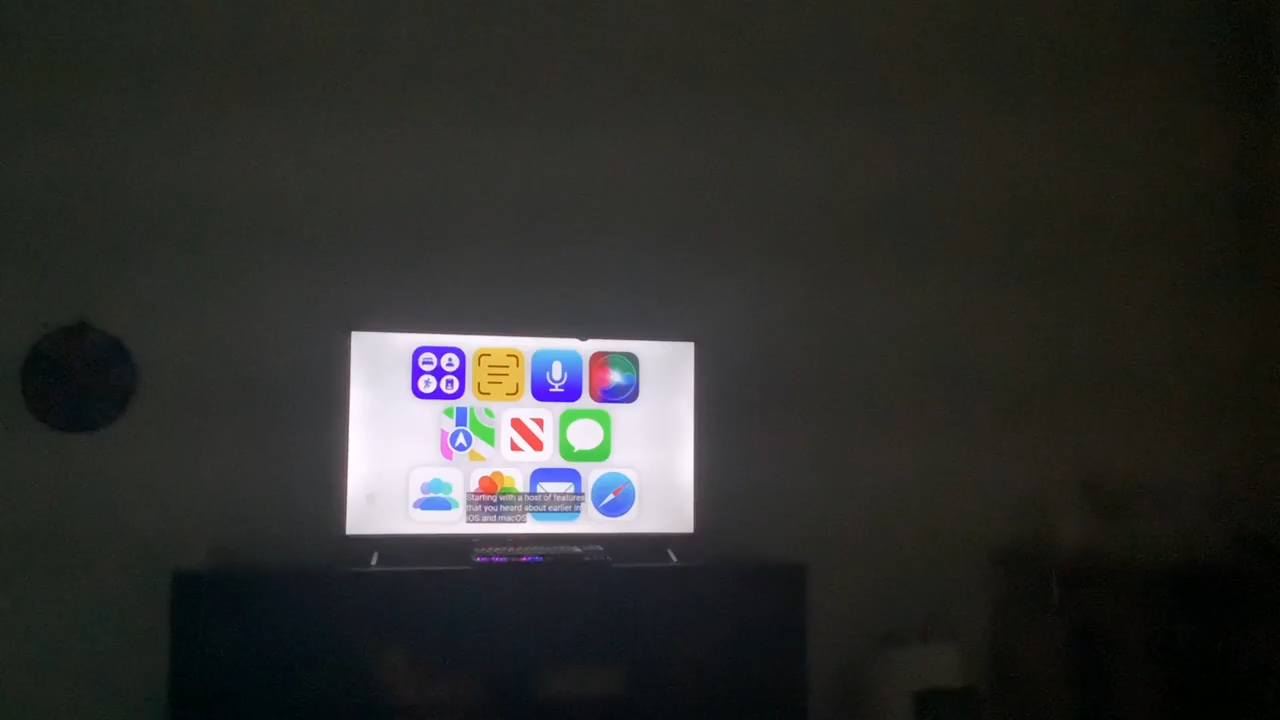 Starting with a host of features
that you heard about earlier in
iOS and macOS